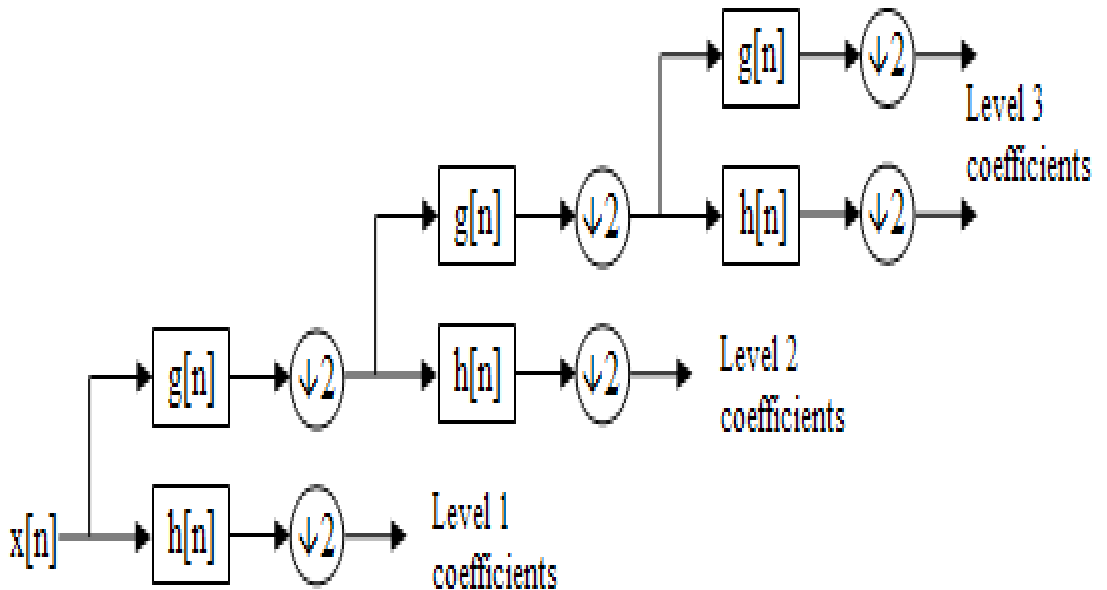 g[n] ↓2
Level 3
coefficients
g[n] ↓2 h[n] ↓2
g[n] ↓2 h[n] ↓2
Level 2
coefficients
x[n] h[n] ↓2
Level 1
coefficients